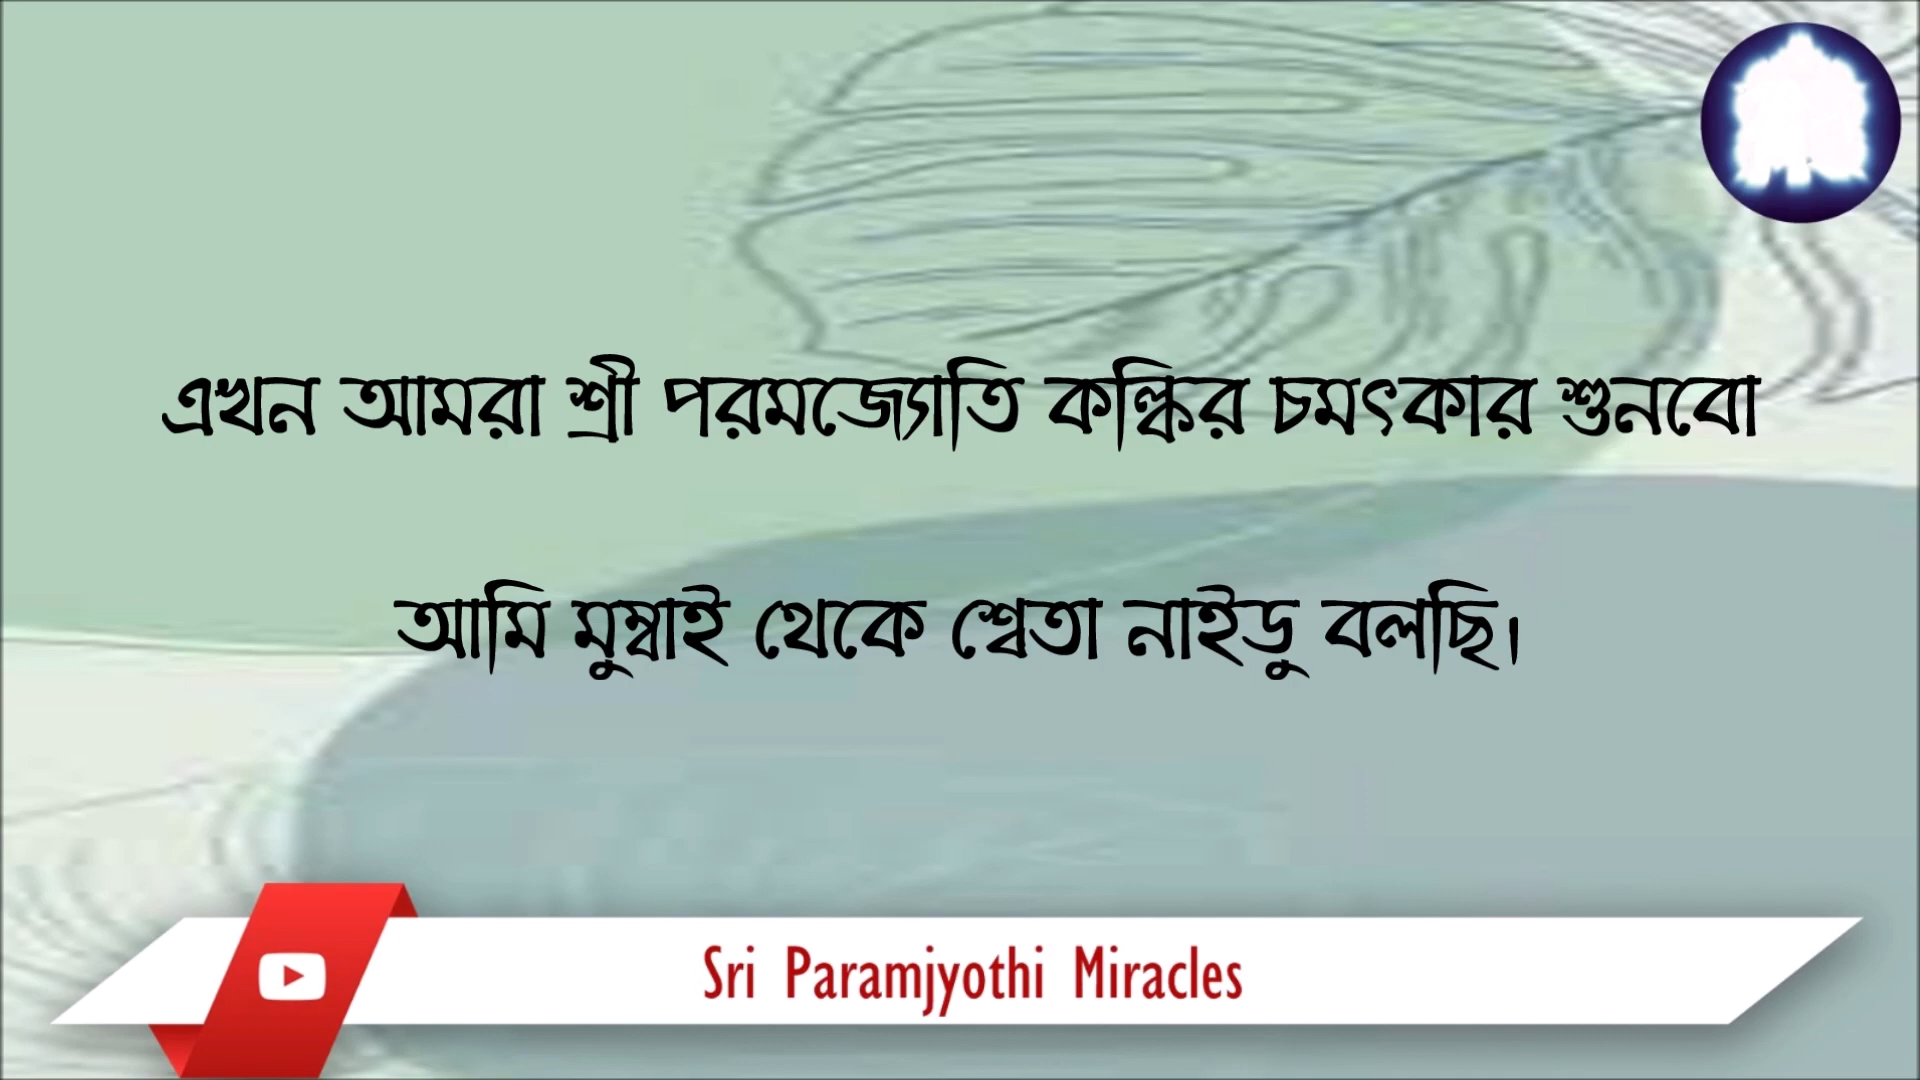 এখন আমরা শ্রী পরমজ্যোতি কল্কির চমৎকার শুনবো
আমি মুম্বাই থেকে শ্বেতা নাইডু বলছি।
Sri Paramjyothi Miracles